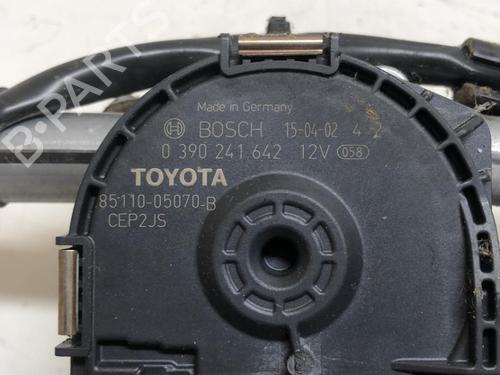 B-PARTS
Made in Germany
BOSCH 15-04-02 4 2
0 390 241 642 12V 058
TOYOTA
85110-05070-B
CEP2JS